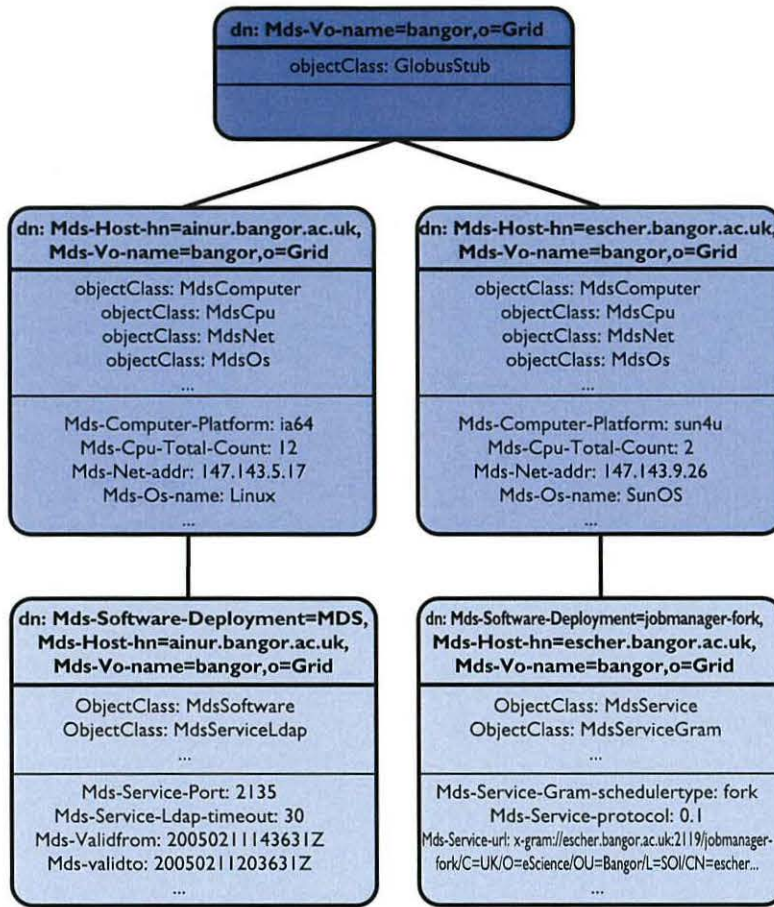 dn: Mds-Vo-name=bangor,o=Grid
objectClass: GlobusStub
dn: Mds-Host-hn=ainur.bangor.ac.uk,
Mds-Vo-name=bangor,o=Grid
objectClass: MdsComputer
objectClass: MdsCpu
objectClass: MdsNet
objectClass: MdsOs
...
Mds-Computer-Platform: ia64
Mds-Cpu-Total-Count: 12
Mds-Net-addr: 147.143.5.17
Mds-Os-name: Linux
...
dn: Mds-Host-hn=escher.bangor.ac.uk,
Mds-Vo-name=bangor,o=Grid
objectClass: MdsComputer
objectClass: MdsCpu
objectClass: MdsNet
objectClass: MdsOs
...
Mds-Computer-Platform: sun4u
Mds-Cpu-Total-Count: 2
Mds-Net-addr: 147.143.9.26
Mds-Os-name: SunOS
...
dn: Mds-Software-Deployment=MDS,
Mds-Host-hn=ainur.bangor.ac.uk,
Mds-Vo-name=bangor,o=Grid
ObjectClass: MdsSoftware
ObjectClass: MdsServiceLdap
...
Mds-Service-Port: 2135
Mds-Service-Ldap-timeout: 30
Mds-Validfrom: 20050211143631Z
Mds-validto: 20050211203631Z
...
dn: Mds-Software-Deployment=jobmanager-fork,
Mds-Host-hn=escher.bangor.ac.uk,
Mds-Vo-name=bangor,o=Grid
ObjectClass: MdsService
ObjectClass: MdsServiceGram
...
Mds-Service-Gram-schedulertype: fork
Mds-Service-protocol: 0.1
Mds-Service-url: x-gram://escher.bangor.ac.uk:2119/jobmanager-
fork/C=UK/O=eScience/OU=Bangor/L=SOI/CN=escher...
...